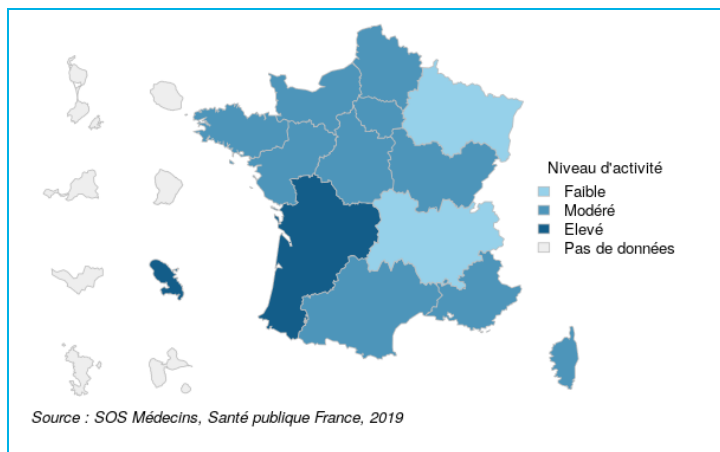 Niveau d'activité
Faible
Modéré
Elevé
Pas de données
Source : SOS Médecins, Santé publique France, 2019